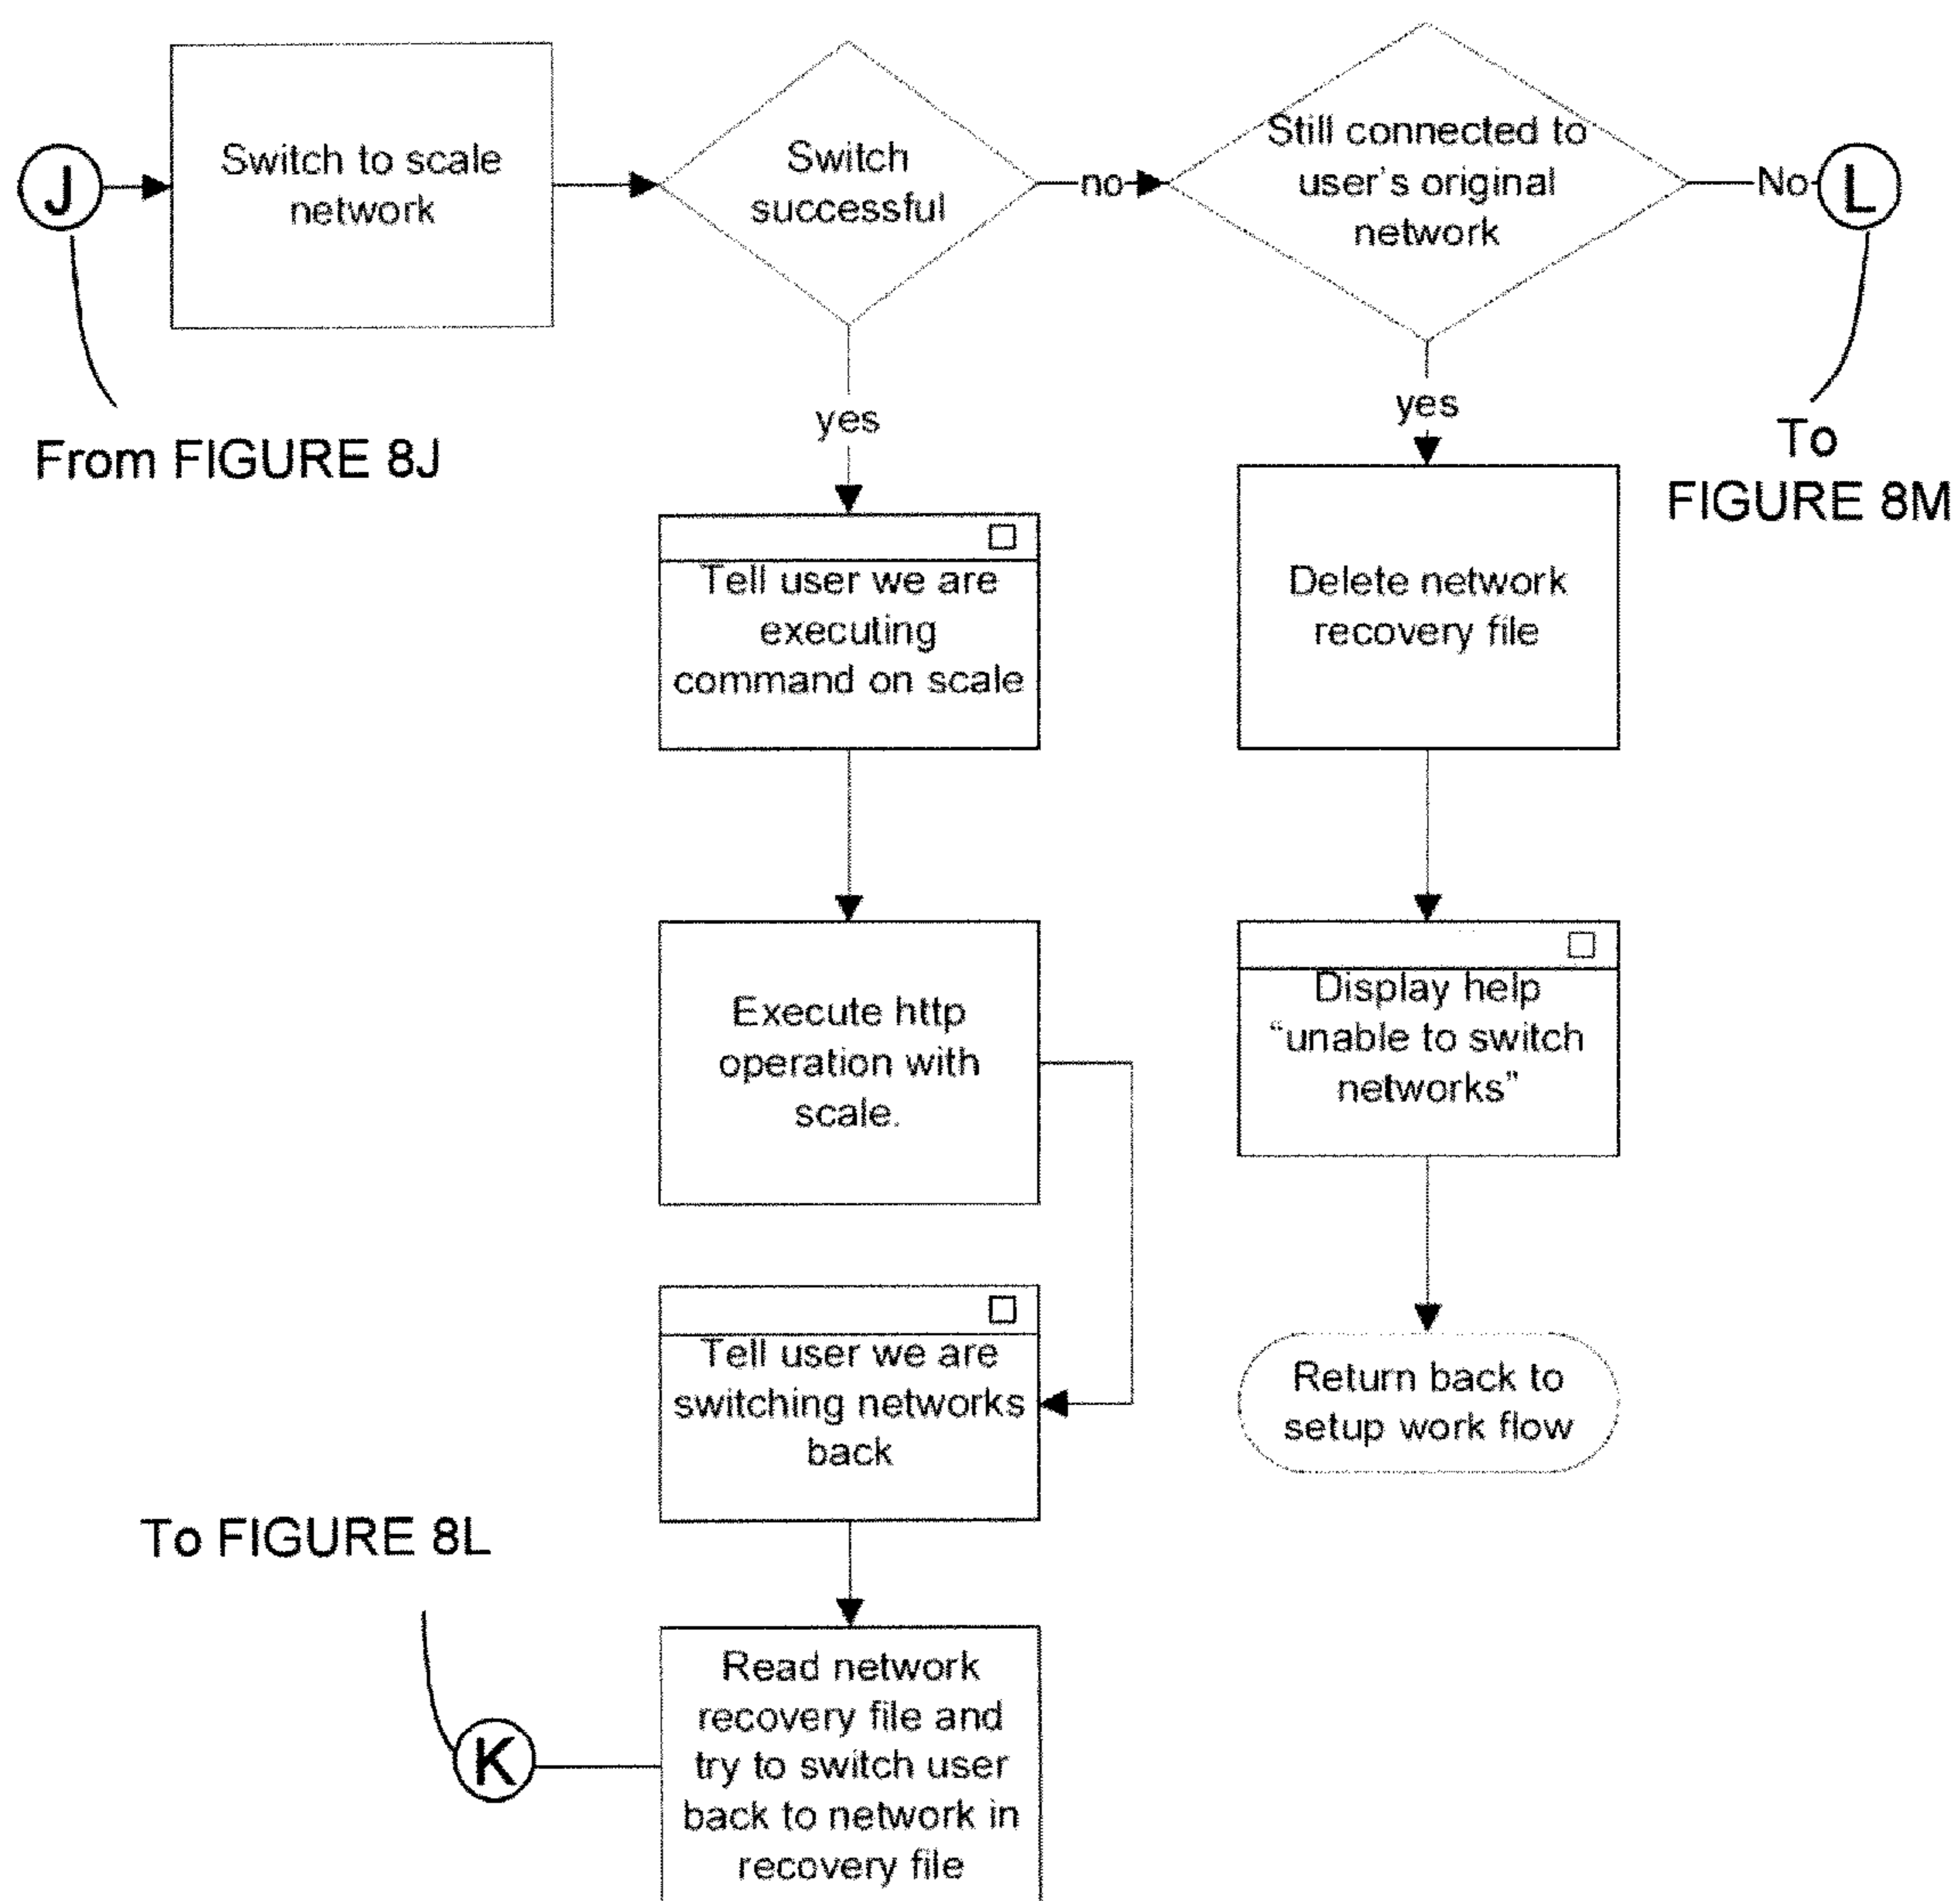 J
Switch to scale
network
Switch
successful
no
Still connected to
user's original
network
No
L
From FIGURE 8J
yes
yes
To
FIGURE 8M
Tell user we are
executing
command on scale
Delete network
recovery file
Execute http
operation with
scale.
Display help
“unable to switch
networks”
Tell user we are
switching networks
back
Return back to
setup work flow
To FIGURE 8L
K
Read network
recovery file and
try to switch user
back to network in
recovery file